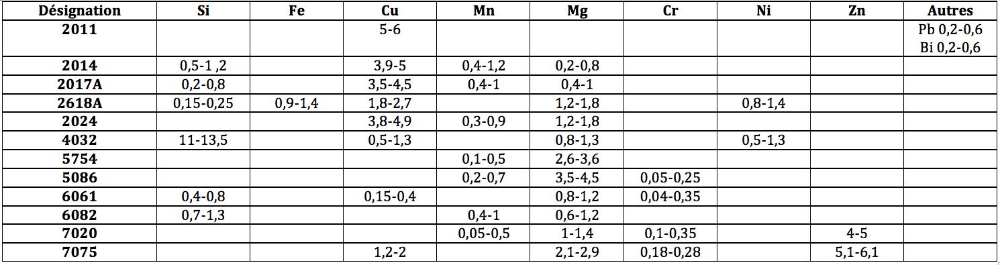 Désignation Si Fe Cu Mn Mg Cr Ni Zn Autres
2011 5-6 Pb 0,2-0,6
Bi 0,2-0,6
2014 0,5-1 ,2 3,9-5 0,4-1,2 0,2-0,8
2017A 0,2-0,8 3,5-4,5 0,4-1 0,4-1
2618A 0,15-0,25 0,9-1,4 1,8-2,7 1,2-1,8 0,8-1,4
2024 3,8-4,9 0,3-0,9 1,2-1,8
4032 11-13,5 0,5-1,3 0,8-1,3 0,5-1,3
5754 0,1-0,5 2,6-3,6
5086 0,2-0,7 3,5-4,5 0,05-0,25
6061 0,4-0,8 0,15-0,4 0,8-1,2 0,04-0,35
6082 0,7-1,3 0,4-1 0,6-1,2
7020 0,05-0,5 1-1,4 0,1-0,35 4-5
7075 1,2-2 2,1-2,9 0,18-0,28 5,1-6,1